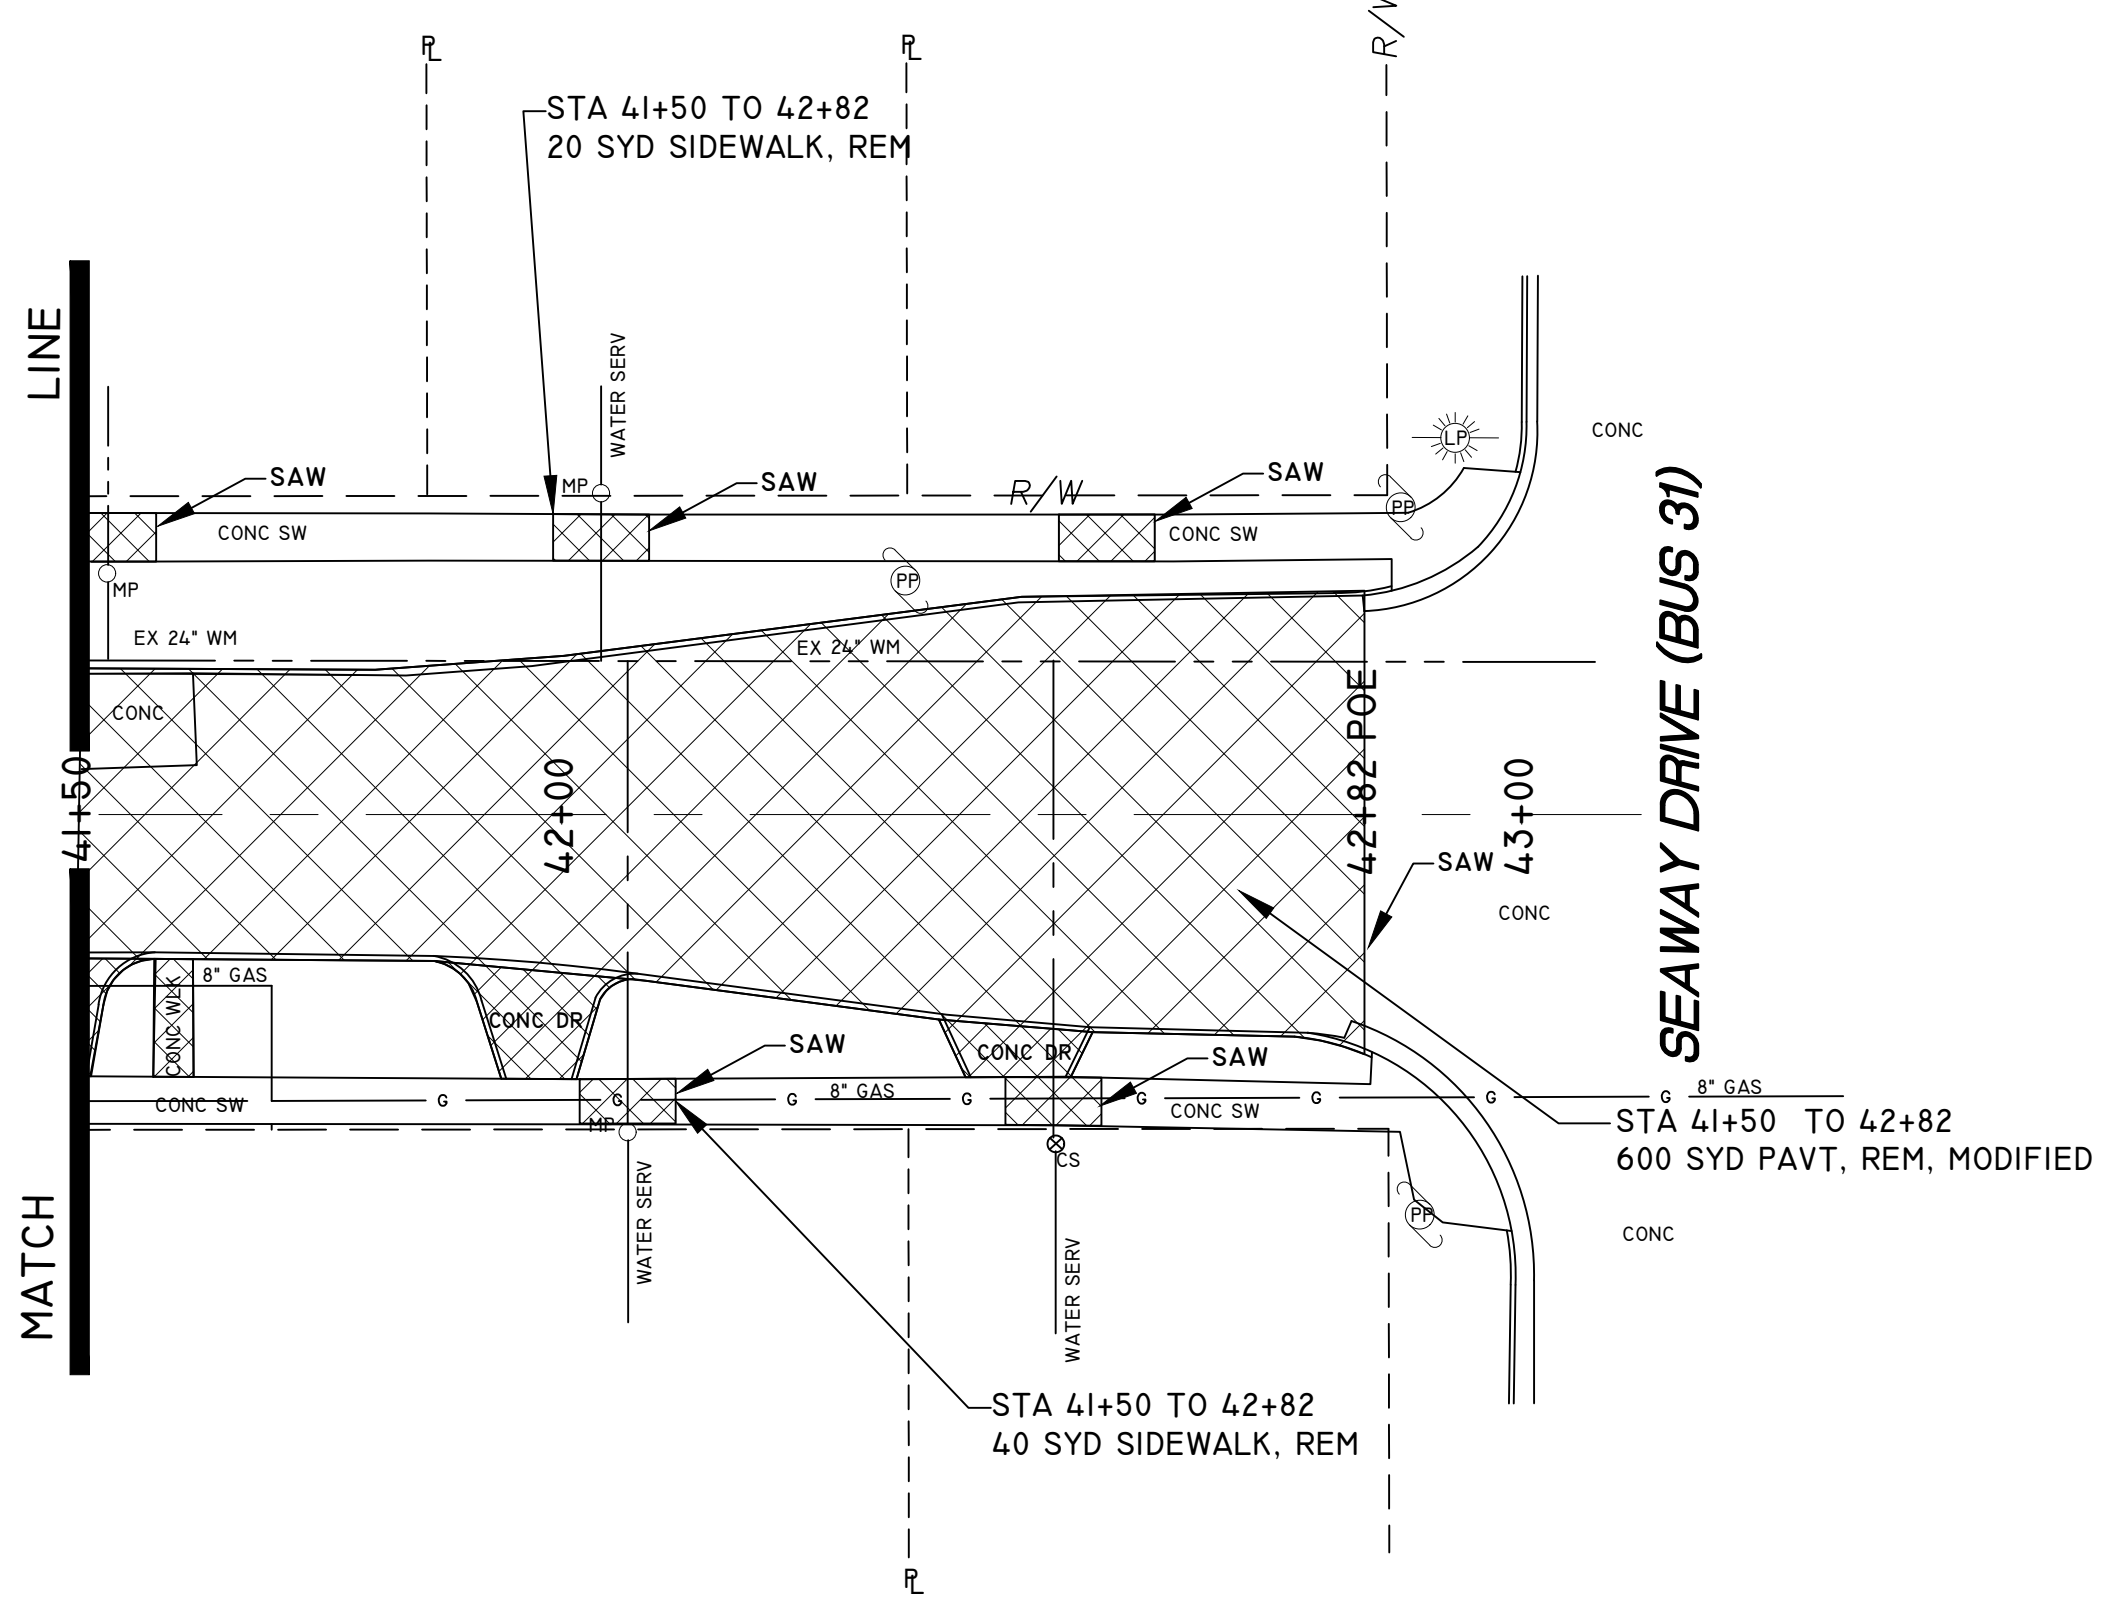 PL
PL
R/W
STA 41+50 TO 42+82
20 SYD SIDEWALK, REM
LINE
WATER SERV
LP
CONC
SAW
MP
SAW
R/W
SAW
PP
CONC SW
CONC SW
MP
PP
EX 24" WM
EX 24" WM
CONC
41+50
42+00
42+82 POE
43+00
SEAWAY DRIVE (BUS 31)
SAW
CONC
CONC WLK
8" GAS
CONC DR
SAW
CONC DR
SAW
CONC SW
G
G
G
8" GAS
G
G
CONC SW
G
G
G
8" GAS
MP
CS
STA 41+50 TO 42+82
600 SYD PAVT, REM, MODIFIED
MATCH
WATER SERV
WATER SERV
PP
CONC
STA 41+50 TO 42+82
40 SYD SIDEWALK, REM
PL